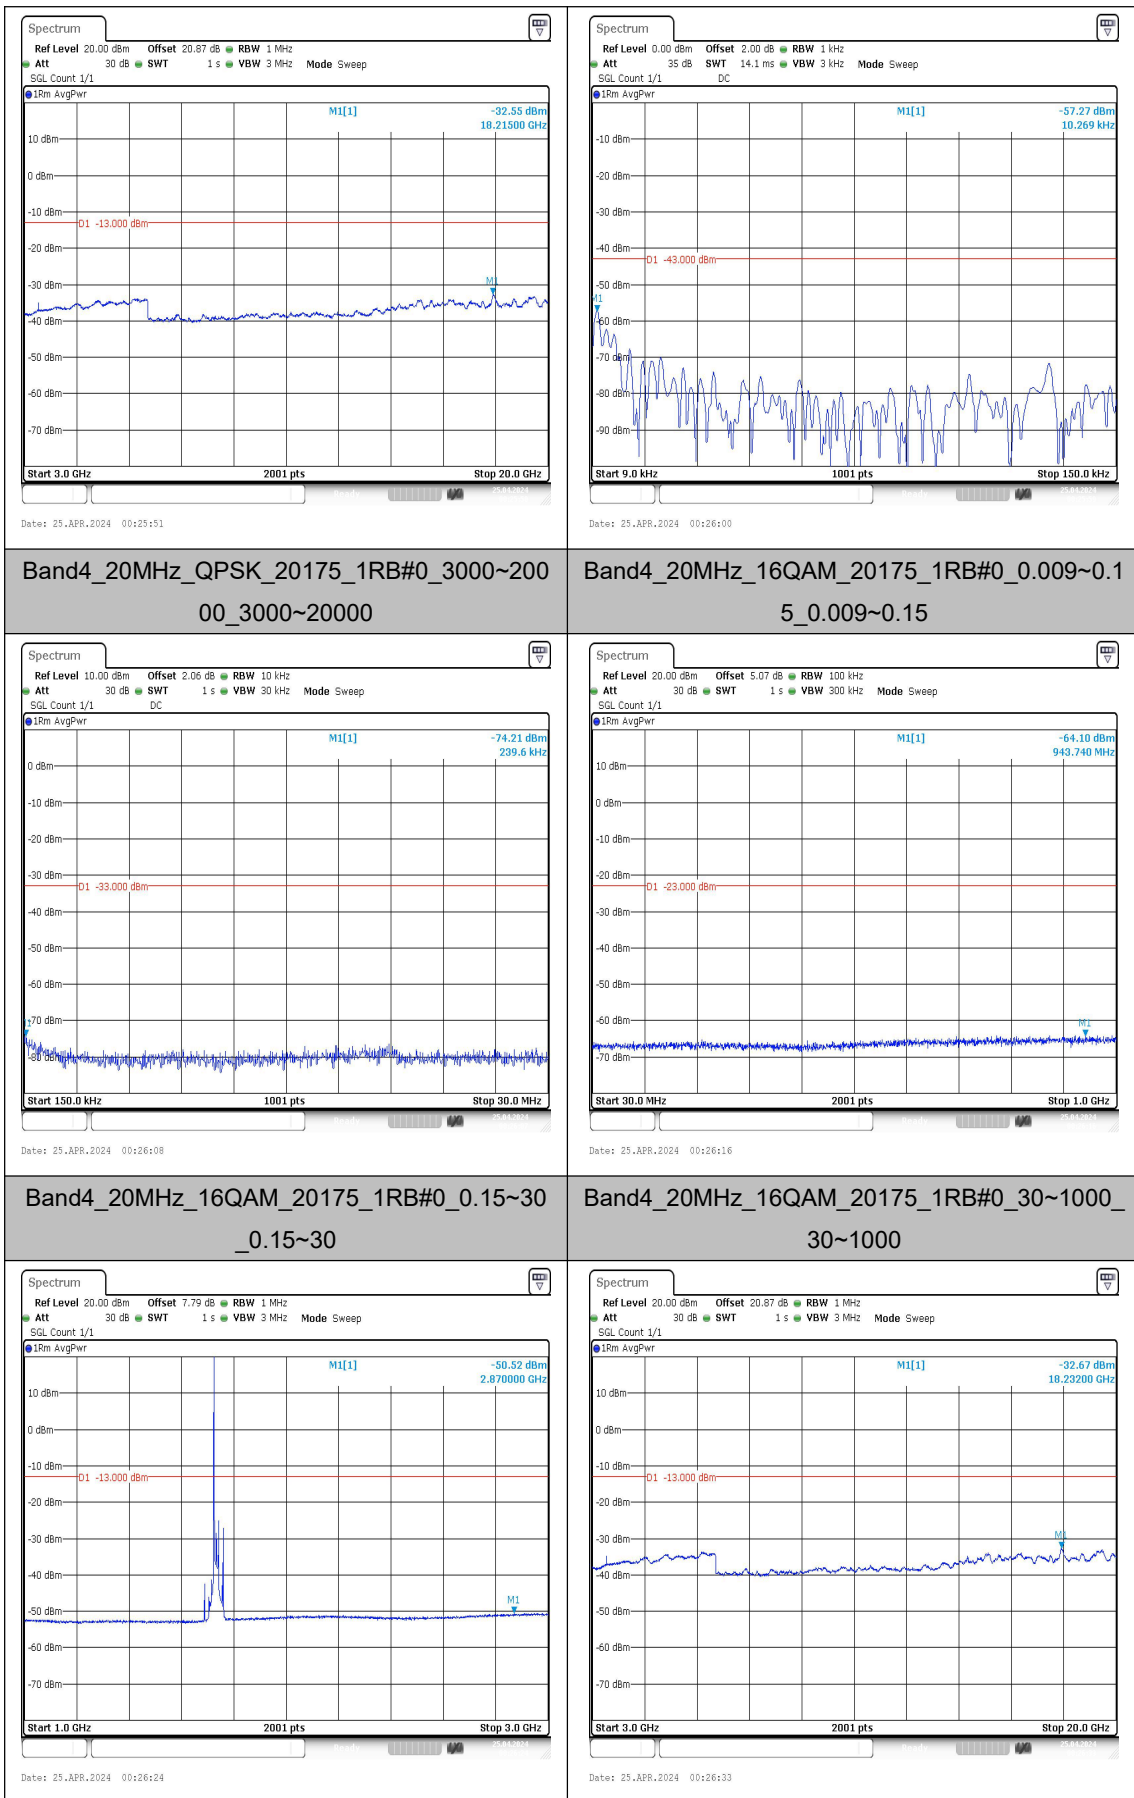 Spectrum
Ref Level 20.00 dBm Offset 20.87 dB RBW 1 MHz
Att 30 dB SWT 1 s VBW 3 MHz Mode Sweep
SGL Count 1/1
1Rm AvgPwr
M1[1] -32.55 dBm
18.21500 GHz
10 dBm
0 dBm
-10 dBm
D1 -13.000 dBm
-20 dBm
-30 dBm
M1
-40 dBm
-50 dBm
-60 dBm
-70 dBm
Start 3.0 GHz 2001 pts Stop 20.0 GHz
Date: 25.APR.2024 00:25:51
Spectrum
Ref Level 0.00 dBm Offset 2.00 dB RBW 1 kHz
Att 35 dB SWT 14.1 ms VBW 3 kHz Mode Sweep
SGL Count 1/1 DC
1Rm AvgPwr
M1[1] -57.27 dBm
10.269 kHz
-10 dBm
-20 dBm
-30 dBm
-40 dBm
D1 -43.000 dBm
-50 dBm
M1
-60 dBm
-70 dBm
-80 dBm
-90 dBm
Start 9.0 kHz 1001 pts Stop 150.0 kHz
Date: 25.APR.2024 00:26:00
Band4_20MHz_QPSK_20175_1RB#0_3000~200
00_3000~20000
Band4_20MHz_16QAM_20175_1RB#0_0.009~0.1
5_0.009~0.15
Spectrum
Ref Level 10.00 dBm Offset 2.06 dB RBW 10 kHz
Att 30 dB SWT 1 s VBW 30 kHz Mode Sweep
SGL Count 1/1 DC
1Rm AvgPwr
M1[1] -74.21 dBm
239.6 kHz
0 dBm
-10 dBm
-20 dBm
-30 dBm
D1 -33.000 dBm
-40 dBm
-50 dBm
-60 dBm
-70 dBm
-80 dBm
Start 150.0 kHz 1001 pts Stop 30.0 MHz
Date: 25.APR.2024 00:26:08
Spectrum
Ref Level 20.00 dBm Offset 5.07 dB RBW 100 kHz
Att 30 dB SWT 1 s VBW 300 kHz Mode Sweep
SGL Count 1/1
1Rm AvgPwr
M1[1] -64.10 dBm
943.740 MHz
10 dBm
0 dBm
-10 dBm
-20 dBm
D1 -23.000 dBm
-30 dBm
-40 dBm
-50 dBm
-60 dBm
M1
-70 dBm
Start 30.0 MHz 2001 pts Stop 1.0 GHz
Date: 25.APR.2024 00:26:16
Band4_20MHz_16QAM_20175_1RB#0_0.15~30
_0.15~30
Band4_20MHz_16QAM_20175_1RB#0_30~1000_
30~1000
Spectrum
Ref Level 20.00 dBm Offset 7.79 dB RBW 1 MHz
Att 30 dB SWT 1 s VBW 3 MHz Mode Sweep
SGL Count 1/1
1Rm AvgPwr
M1[1] -50.52 dBm
2.870000 GHz
10 dBm
0 dBm
-10 dBm
D1 -13.000 dBm
-20 dBm
-30 dBm
-40 dBm
M1
-50 dBm
-60 dBm
-70 dBm
Start 1.0 GHz 2001 pts Stop 3.0 GHz
Date: 25.APR.2024 00:26:24
Spectrum
Ref Level 20.00 dBm Offset 20.87 dB RBW 1 MHz
Att 30 dB SWT 1 s VBW 3 MHz Mode Sweep
SGL Count 1/1
1Rm AvgPwr
M1[1] -32.67 dBm
18.23200 GHz
10 dBm
0 dBm
-10 dBm
D1 -13.000 dBm
-20 dBm
-30 dBm
M1
-40 dBm
-50 dBm
-60 dBm
-70 dBm
Start 3.0 GHz 2001 pts Stop 20.0 GHz
Date: 25.APR.2024 00:26:33